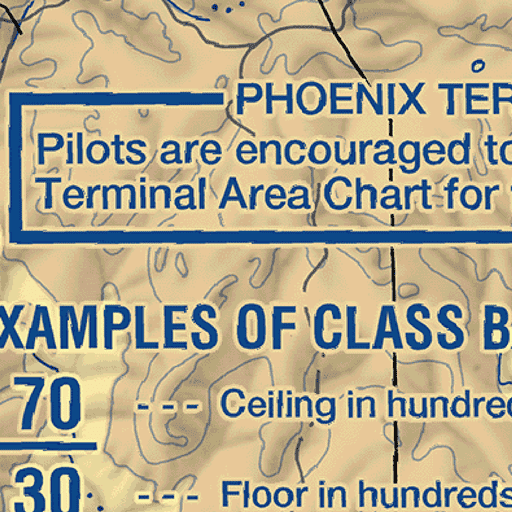 PHOENIX TER
Pilots are encouraged to
Terminal Area Chart for
XAMPLES OF CLASS B
70 - - - Ceiling in hundred
30 - - - Floor in hundreds